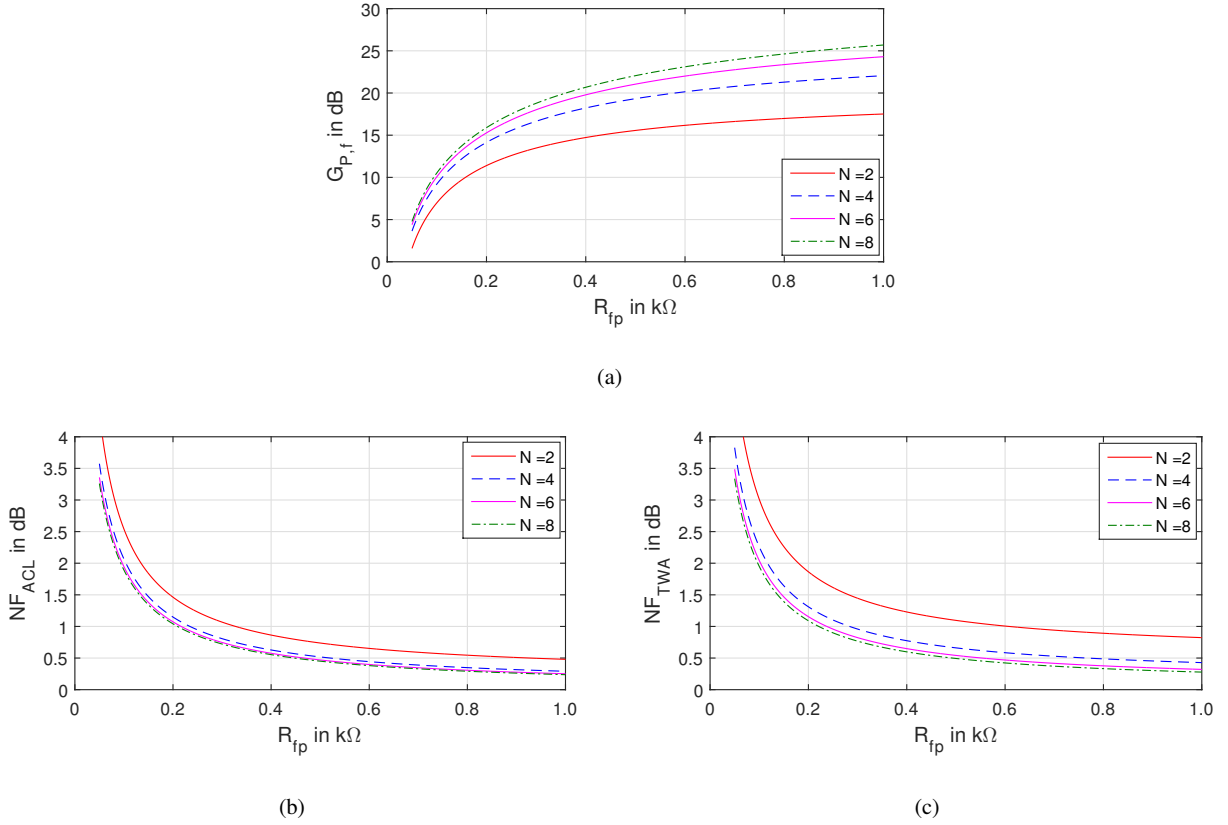 30
25
20
15
10
5
0
G_{P,f} in dB
0 0.2 0.4 0.6 0.8 1.0
R_{fp} in kΩ
N =2
N =4
N =6
N =8
(a)
4
3.5
3
2.5
2
1.5
1
0.5
0
NF_{ACL} in dB
0 0.2 0.4 0.6 0.8 1.0
R_{fp} in kΩ
N =2
N =4
N =6
N =8
(b)
4
3.5
3
2.5
2
1.5
1
0.5
0
NF_{TWA} in dB
0 0.2 0.4 0.6 0.8 1.0
R_{fp} in kΩ
N =2
N =4
N =6
N =8
(c)